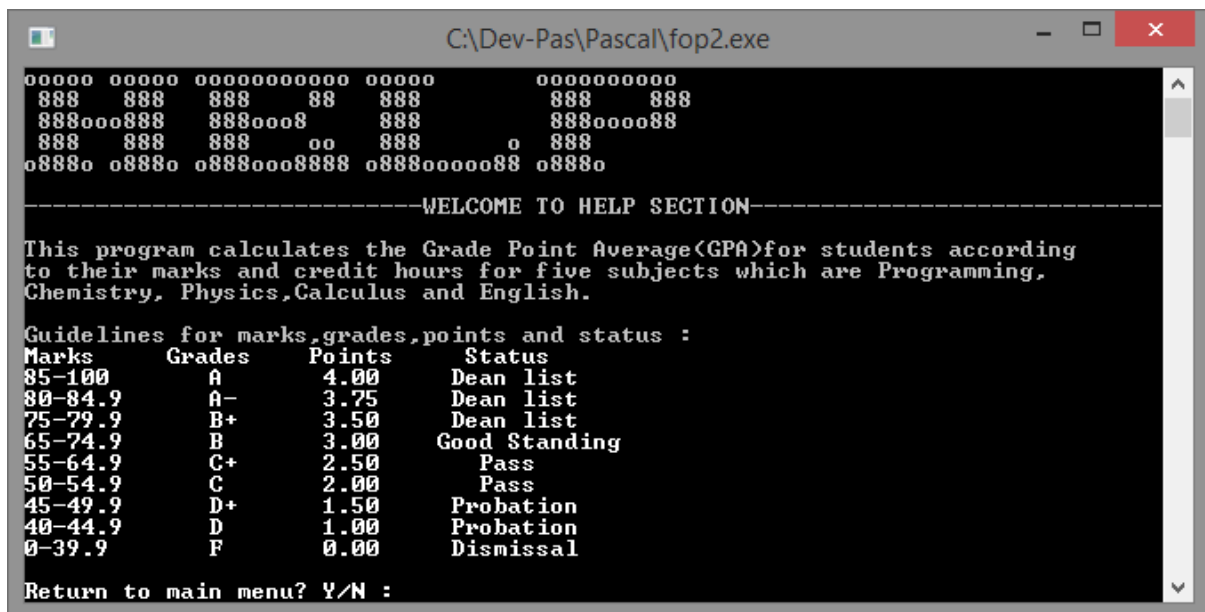 C:\Dev-Pas\Pascal\fop2.exe
ooooo ooooo ooooooooooo ooooo       oooooooooo
 888   888   888    88   888         888    888
 888ooo888   888ooo8     888         888oooo88
 888   888   888    oo   888      o  888
o888o o888o o888ooo8888 o888ooooo88 o888o
----------------------------WELCOME TO HELP SECTION-----------------------------
This program calculates the Grade Point Average(GPA)for students according
to their marks and credit hours for five subjects which are Programming,
Chemistry, Physics,Calculus and English.
Guidelines for marks,grades,points and status :
Marks     Grades    Points     Status
85-100       A       4.00    Dean list
80-84.9      A-      3.75    Dean list
75-79.9      B+      3.50    Dean list
65-74.9      B       3.00   Good Standing
55-64.9      C+      2.50      Pass
50-54.9      C       2.00      Pass
45-49.9      D+      1.50    Probation
40-44.9      D       1.00    Probation
0-39.9       F       0.00    Dismissal
Return to main menu? Y/N :